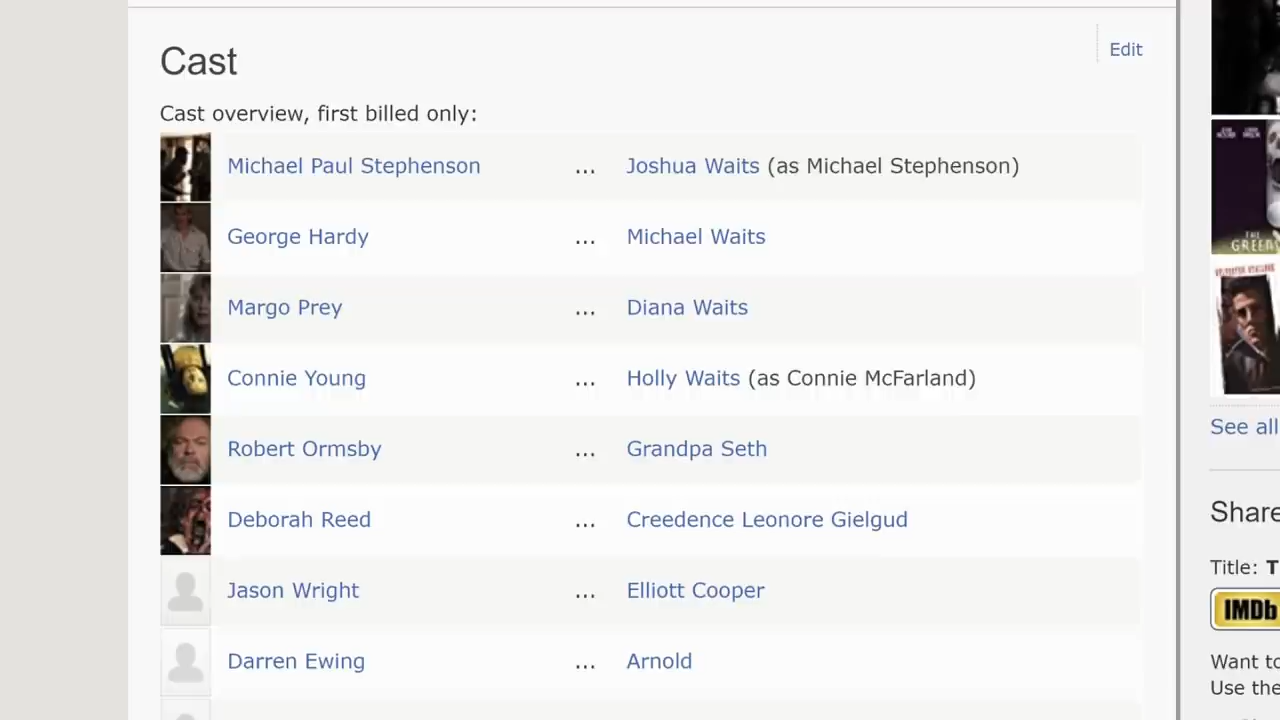 Cast
Edit
Cast overview, first billed only:
Michael Paul Stephenson ... Joshua Waits (as Michael Stephenson)
George Hardy ... Michael Waits
Margo Prey ... Diana Waits
Connie Young ... Holly Waits (as Connie McFarland)
Robert Ormsby ... Grandpa Seth
Deborah Reed ... Creedence Leonore Gielgud
Jason Wright ... Elliott Cooper
Darren Ewing ... Arnold
THE
GREEN
See all
Share
Title: T
IMDb
Want to
Use the